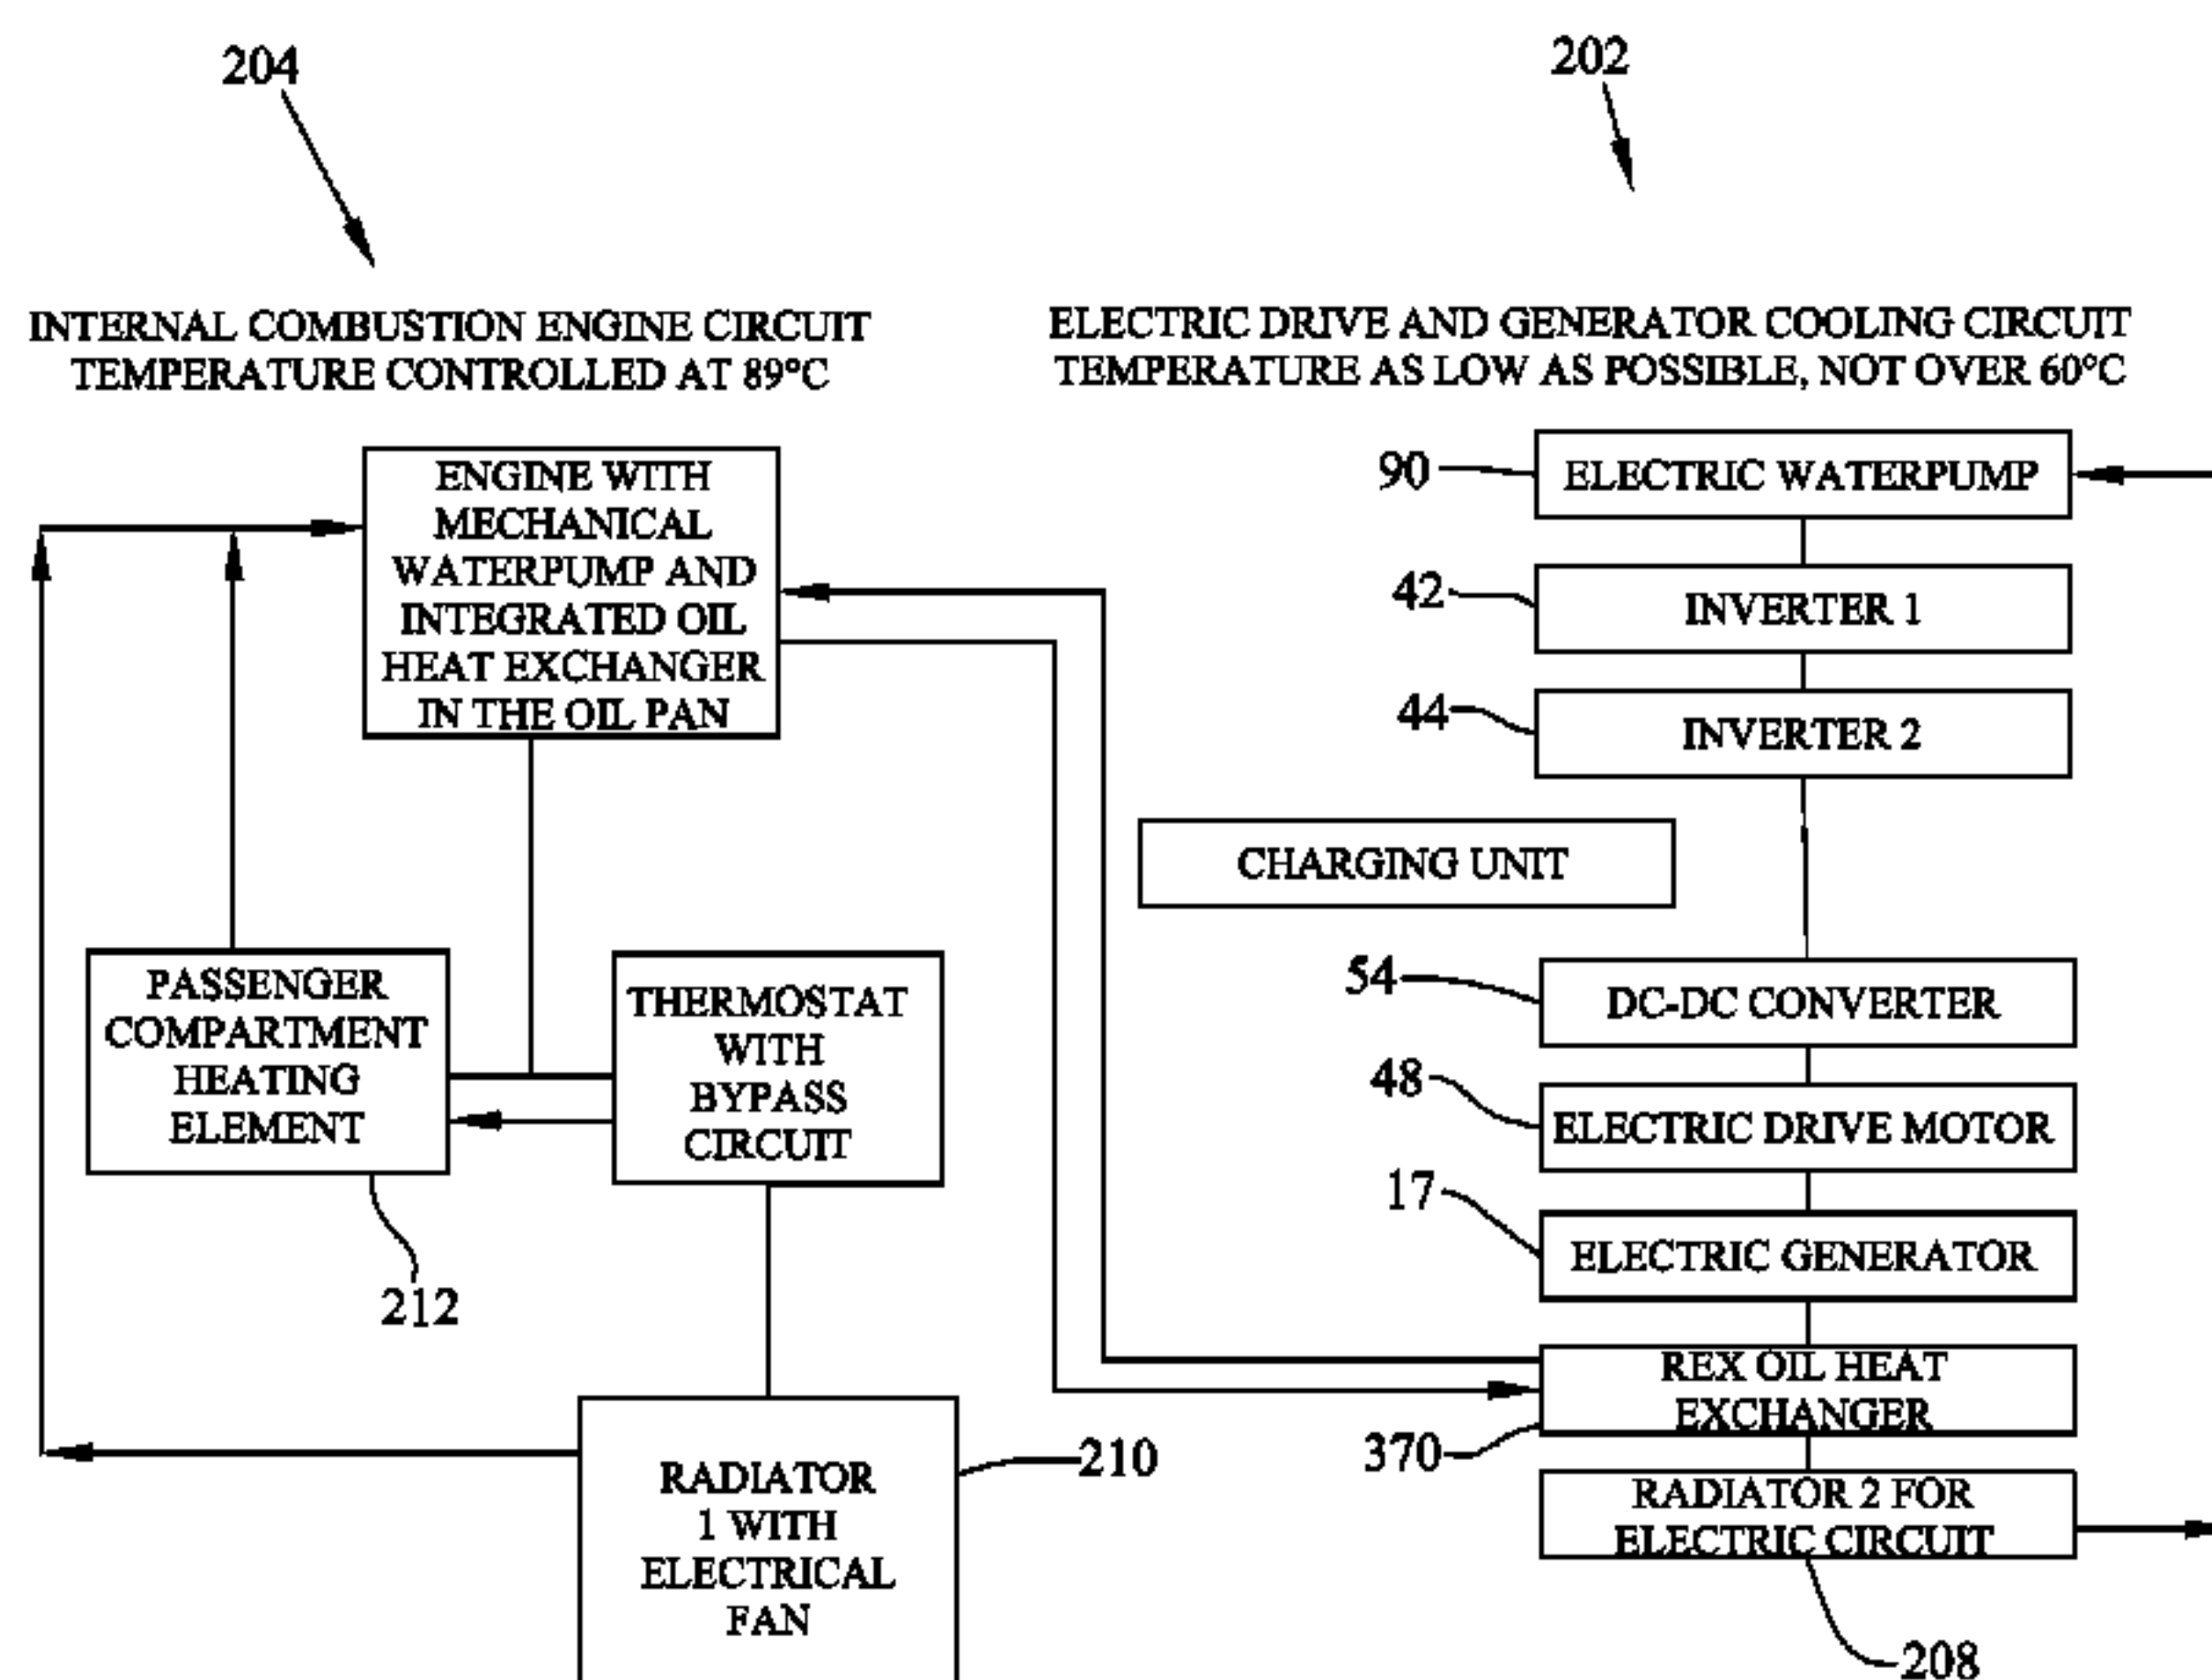 204
202
INTERNAL COMBUSTION ENGINE CIRCUIT
TEMPERATURE CONTROLLED AT 89°C
ELECTRIC DRIVE AND GENERATOR COOLING CIRCUIT
TEMPERATURE AS LOW AS POSSIBLE, NOT OVER 60°C
ENGINE WITH
MECHANICAL
WATERPUMP AND
INTEGRATED OIL
HEAT EXCHANGER
IN THE OIL PAN
PASSENGER
COMPARTMENT
HEATING
ELEMENT
212
THERMOSTAT
WITH
BYPASS
CIRCUIT
RADIATOR
1 WITH
ELECTRICAL
FAN
210
90
ELECTRIC WATERPUMP
42
INVERTER 1
44
INVERTER 2
CHARGING UNIT
54
DC-DC CONVERTER
48
ELECTRIC DRIVE MOTOR
17
ELECTRIC GENERATOR
REX OIL HEAT
EXCHANGER
370
RADIATOR 2 FOR
ELECTRIC CIRCUIT
208